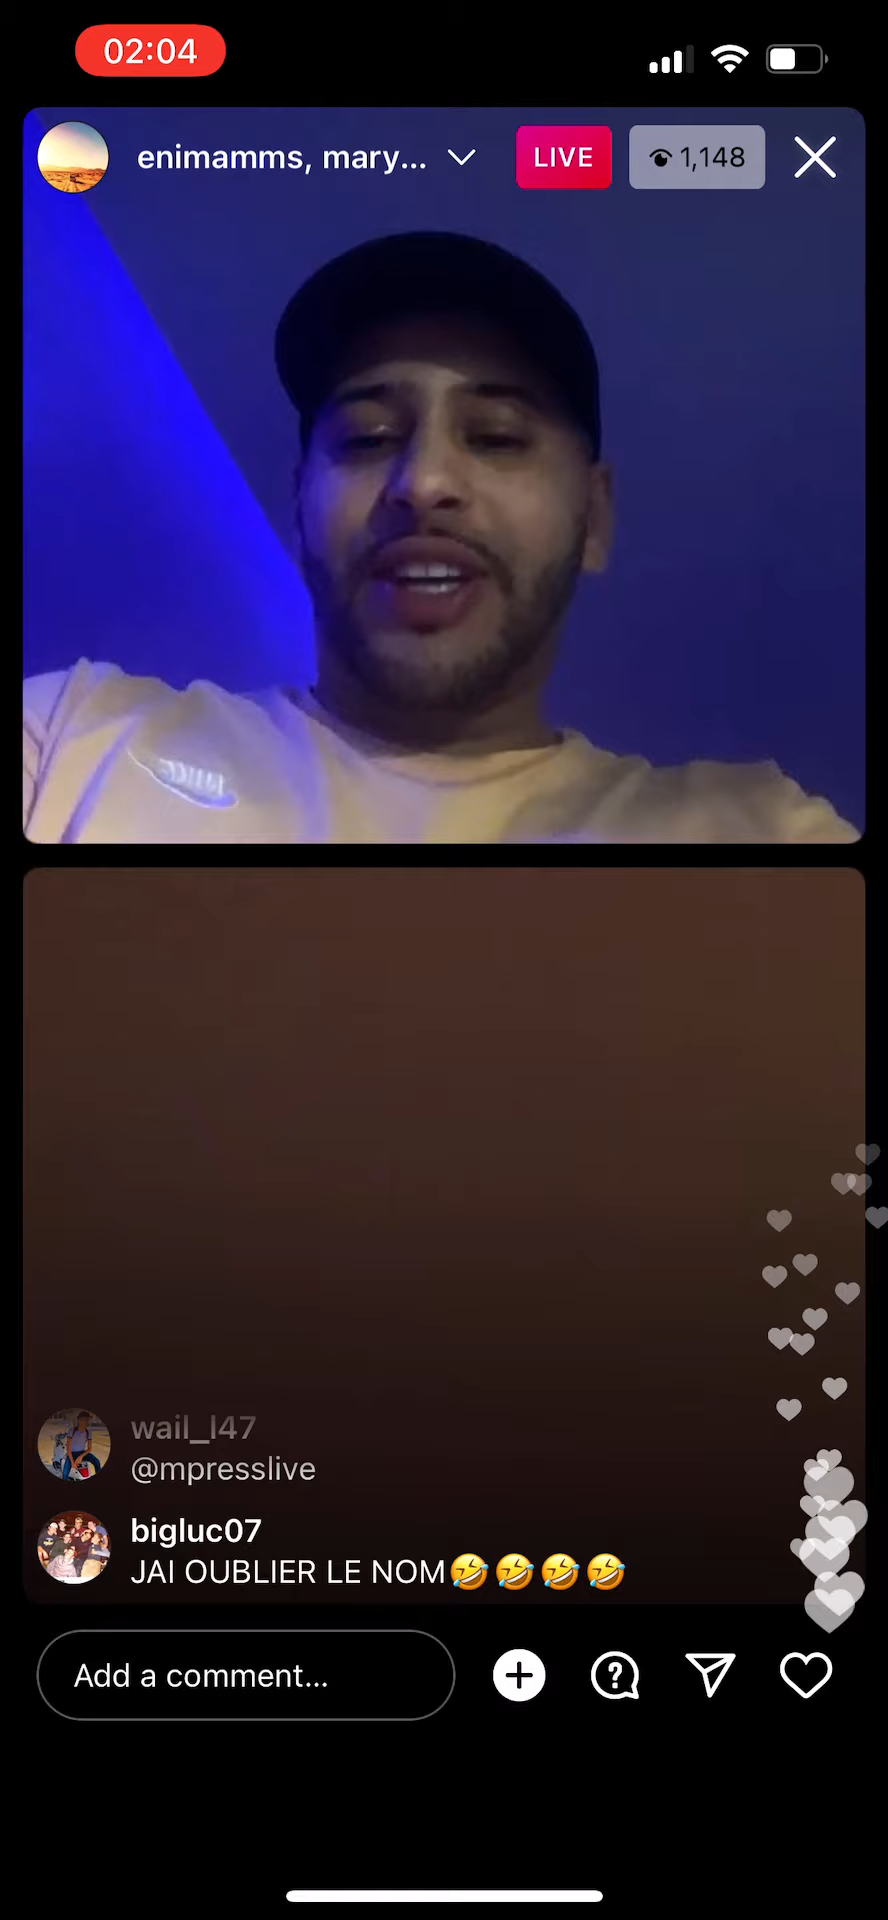 02:04
enimamms, mary...
LIVE
1,148
wail_l47
@mpresslive
bigluc07
JAI OUBLIER LE NOM🤣🤣🤣🤣
Add a comment...